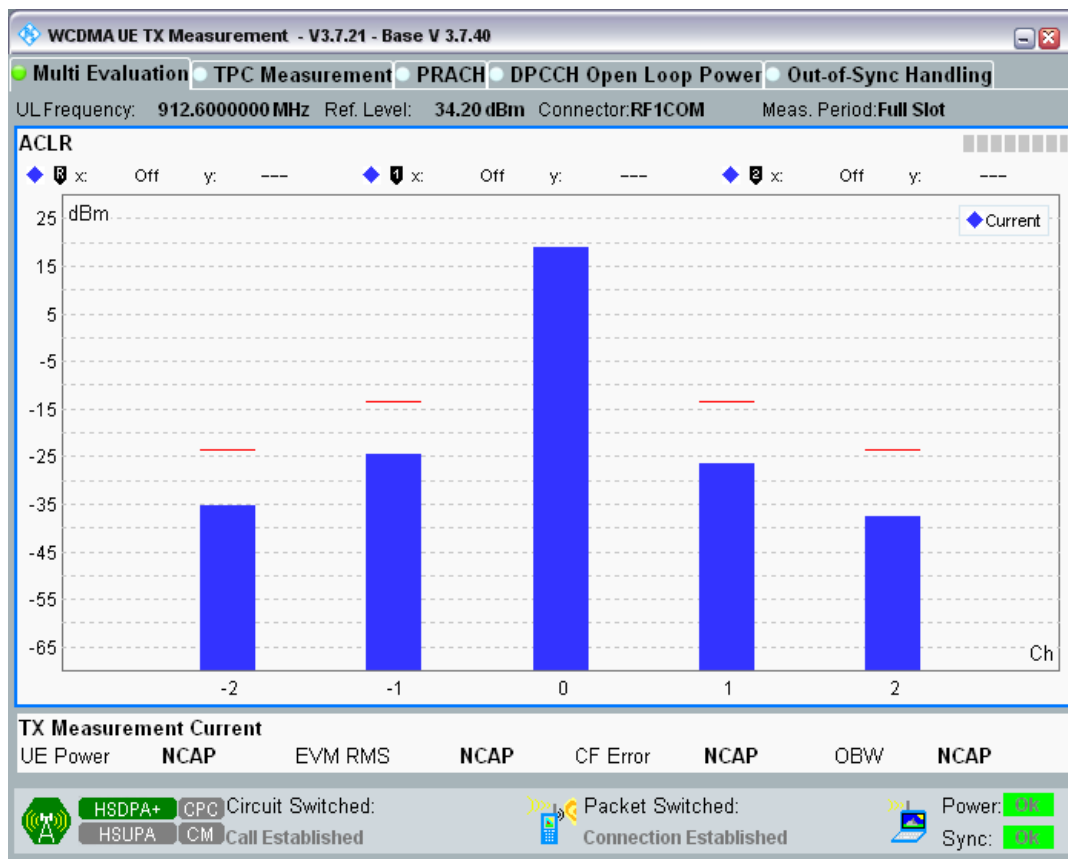 WCDMA UE TX Measurement - V3.7.21 - Base V 3.7.40
Multi Evaluation TPC Measurement PRACH DPCCH Open Loop Power Out-of-Sync Handling
UL Frequency: 912.6000000 MHz Ref. Level: 34.20 dBm Connector:RF1COM Meas. Period:Full Slot
ACLR
R x: Off y: --- 1 x: Off y: --- 2 x: Off y: ---
25 dBm
Current
15
5
-5
-15
-25
-35
-45
-55
-65
Ch
-2 -1 0 1 2
TX Measurement Current
UE Power NCAP EVM RMS NCAP CF Error NCAP OBW NCAP
HSDPA+ CPC Circuit Switched: Packet Switched: Power: OK
HSUPA CM Call Established Connection Established Sync: OK